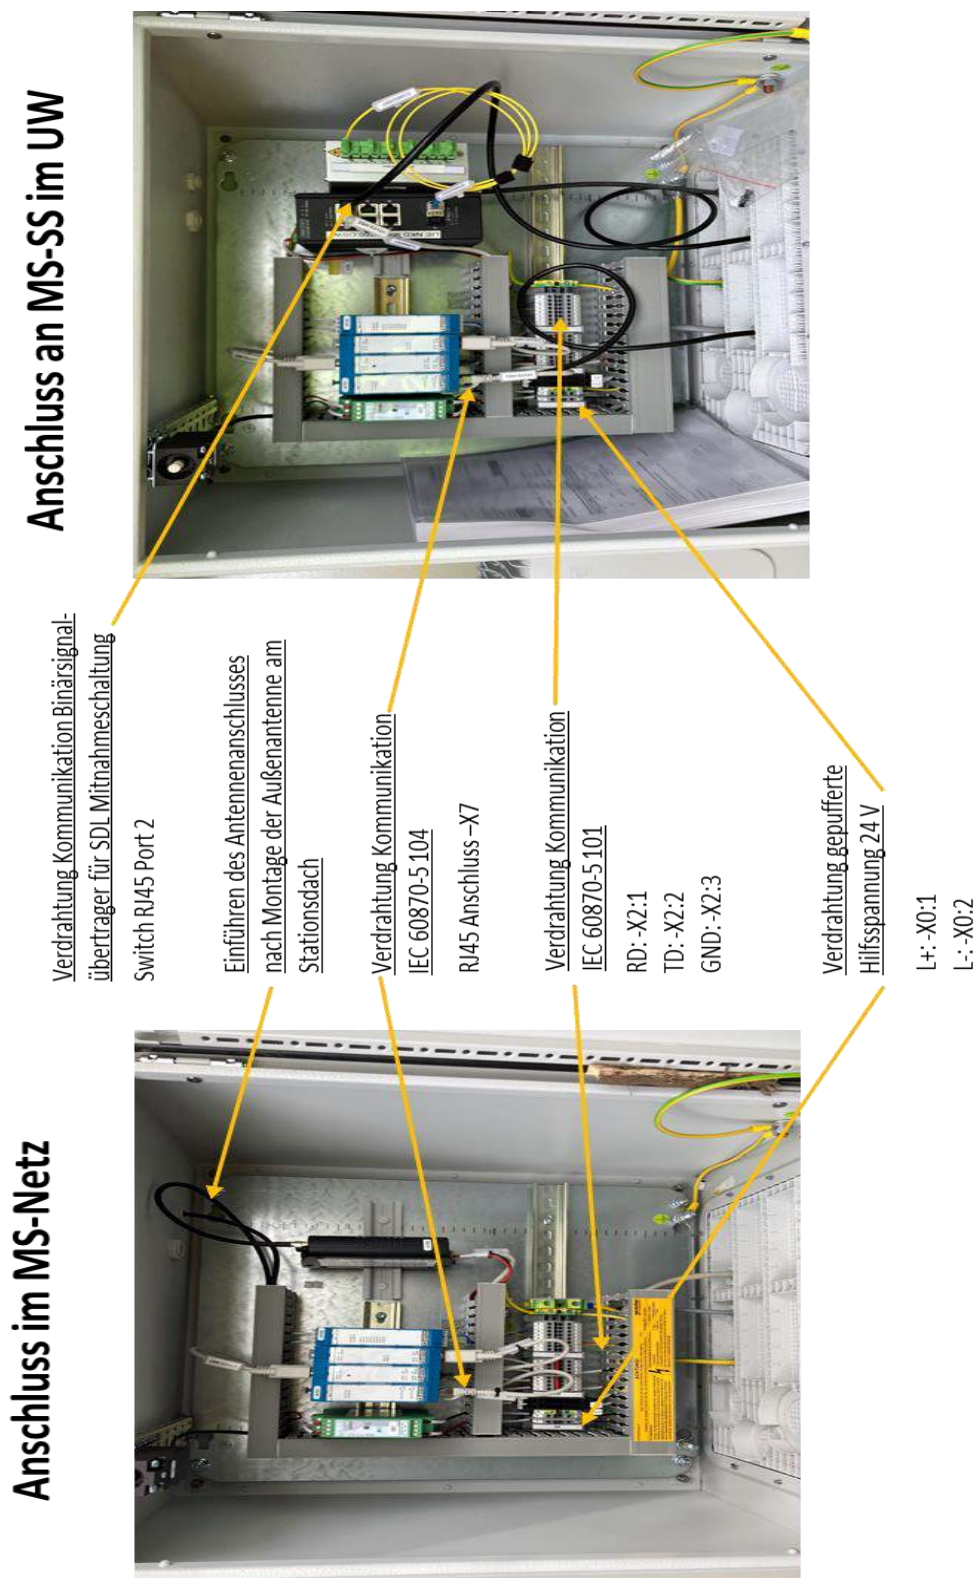 Anschluss im MS-Netz
Anschluss an MS-SS im UW
Verdrahtung Kommunikation Binärsignal-
übertrager für SDL Mitnahmeschaltung
Switch RJ45 Port 2
Einführen des Antennenanschlusses
nach Montage der Außenantenne am
Stationsdach
Verdrahtung Kommunikation
IEC 60870-5 104
RJ45 Anschluss –X7
Verdrahtung Kommunikation
IEC 60870-5 101
RD: -X2:1
TD: -X2:2
GND: -X2:3
Verdrahtung gepufferte
Hilfsspannung 24 V
L+: -X0:1
L-: -X0:2